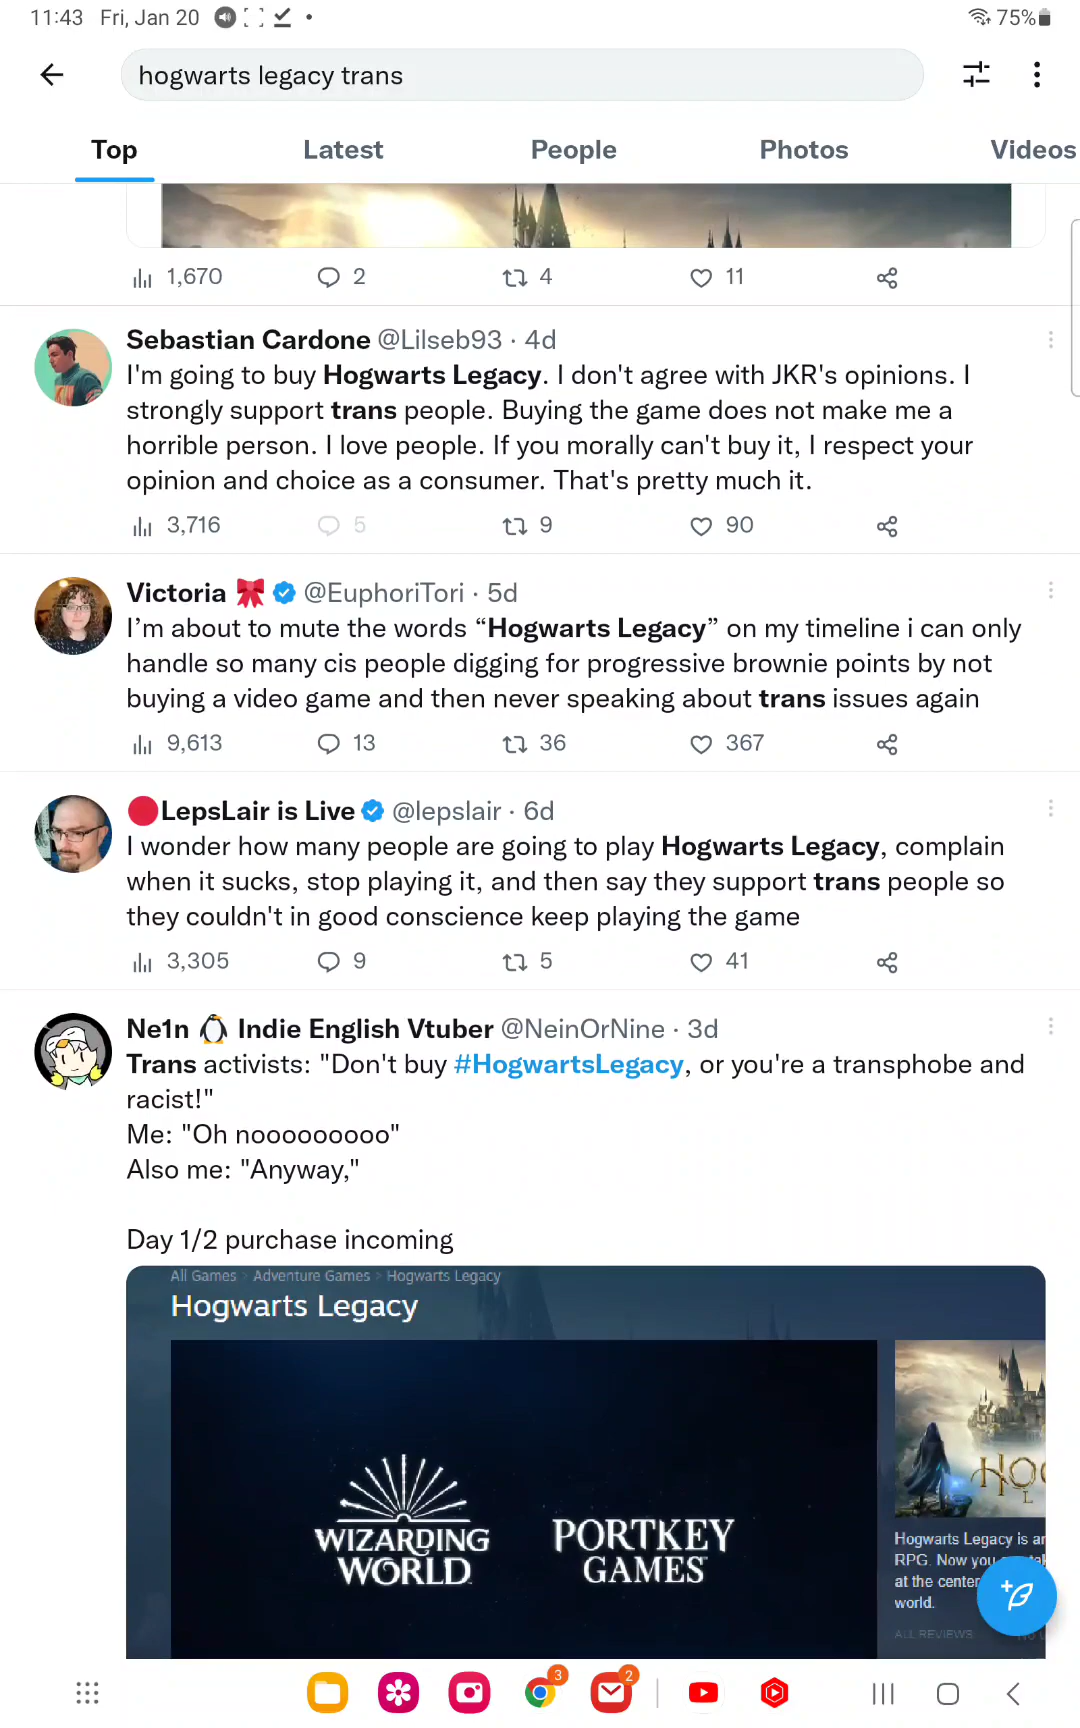 11:43 Fri, Jan 20
75%
hogwarts legacy trans
Top Latest People Photos Videos
1,670 2 4 11
Sebastian Cardone @Lilseb93 · 4d
I'm going to buy Hogwarts Legacy. I don't agree with JKR's opinions. I
strongly support trans people. Buying the game does not make me a
horrible person. I love people. If you morally can't buy it, I respect your
opinion and choice as a consumer. That's pretty much it.
3,716 5 9 90
Victoria @EuphoriTori · 5d
I'm about to mute the words “Hogwarts Legacy” on my timeline i can only
handle so many cis people digging for progressive brownie points by not
buying a video game and then never speaking about trans issues again
9,613 13 36 367
LepsLair is Live @lepslair · 6d
I wonder how many people are going to play Hogwarts Legacy, complain
when it sucks, stop playing it, and then say they support trans people so
they couldn't in good conscience keep playing the game
3,305 9 5 41
Ne1n Indie English Vtuber @NeinOrNine · 3d
Trans activists: "Don't buy #HogwartsLegacy, or you're a transphobe and
racist!"
Me: "Oh nooooooooo"
Also me: "Anyway,"
Day 1/2 purchase incoming
All Games > Adventure Games > Hogwarts Legacy
Hogwarts Legacy
WIZARDING
WORLD
PORTKEY
GAMES
HO
L
Hogwarts Legacy is
RPG. Now you
at the center
world.
ALL REVIEWS
3 2